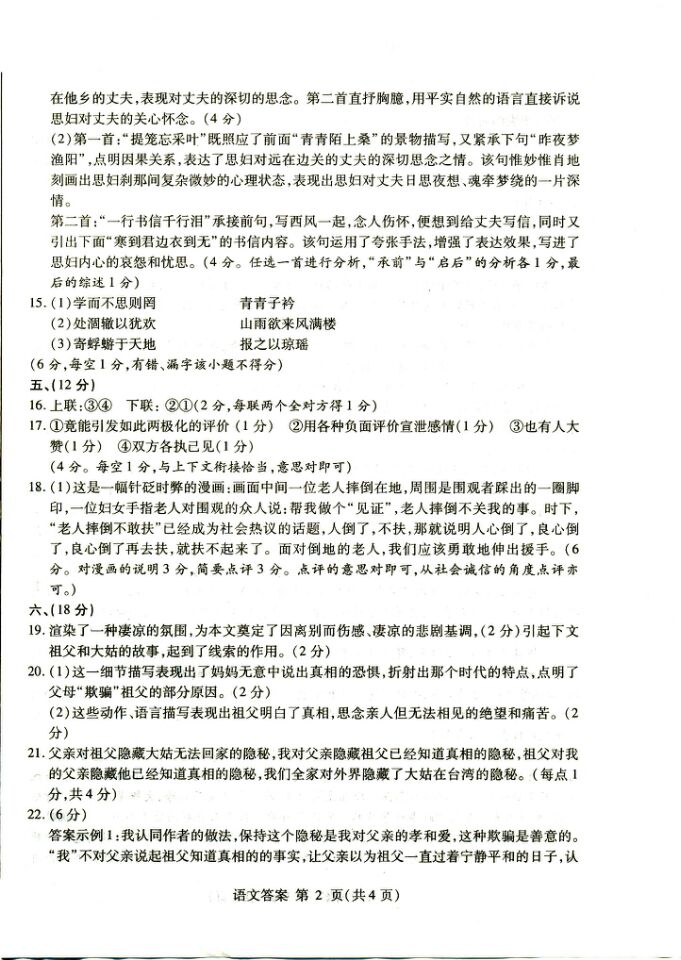 在他乡的丈夫,表现对丈夫的深切的思念。第二首直抒胸臆,用平实自然的语言直接诉说
思妇对丈夫的关心怀念。(4 分)
(2)第一首:“提笼忘采叶”既照应了前面“青青陌上桑”的景物描写,又紧承下句“昨夜梦
渔阳”,点明因果关系,表达了思妇对远在边关的丈夫的深切思念之情。该句惟妙惟肖地
刻画出思妇刹那间复杂微妙的心理状态,表现出思妇对丈夫日思夜想、魂牵梦绕的一片深
情。
第二首:“一行书信千行泪”承接前句,写西风一起,念人伤怀,便想到给丈夫写信,同时又
引出下面“寒到君边衣到无”的书信内容。该句运用了夸张手法,增强了表达效果,写进了
思妇内心的哀怨和忧思。(4 分。任选一首进行分析,“承前”与“启后”的分析各 1 分,最
后的综述 1 分)
15. (1)学而不思则罔 青青子衿
(2)处涸辙以犹欢 山雨欲来风满楼
(3)寄蜉蝣于天地 报之以琼瑶
(6 分,每空 1 分,有错、漏字该小题不得分)
五、(12 分)
16. 上联:③④ 下联:②①(2 分,每联两个全对方得 1 分)
17. ①竟能引发如此两极化的评价 (1 分) ②用各种负面评价宣泄感情(1 分) ③也有人大
赞(1 分) ④双方各执己见(1 分)
(4 分。每空 1 分,与上下文衔接恰当,意思对即可)
18. (1)这是一幅针砭时弊的漫画:画面中间一位老人摔倒在地,周围是围观者踩出的一圈脚
印,一位妇女手指老人对围观的众人说:帮我做个“见证”,老人摔倒不关我的事。时下,
“老人摔倒不敢扶”已经成为社会热议的话题,人倒了,不扶,那就说明人心倒了,良心倒
了,良心倒了再去扶,就扶不起来了。面对倒地的老人,我们应该勇敢地伸出援手。(6
分。对漫画的说明 3 分,简要点评 3 分。点评的意思对即可,从社会诚信的角度点评亦
可。)
六、(18 分)
19. 渲染了一种凄凉的氛围,为本文奠定了因离别而伤感、凄凉的悲剧基调,(2 分)引起下文
祖父和大姑的故事,起到了线索的作用。(2 分)
20. (1)这一细节描写表现出了妈妈无意中说出真相的恐惧,折射出那个时代的特点,点明了
父母“欺骗”祖父的部分原因。(2 分)
(2)这些动作、语言描写表现出祖父明白了真相,思念亲人但无法相见的绝望和痛苦。(2
分)
21. 父亲对祖父隐藏大姑无法回家的隐秘,我对父亲隐藏祖父已经知道真相的隐秘,祖父对我
的父亲隐藏他已经知道真相的隐秘,我们全家对外界隐藏了大姑在台湾的隐秘。(每点 1
分,共 4 分)
22. (6 分)
答案示例 1:我认同作者的做法,保持这个隐秘是我对父亲的孝和爱,这种欺骗是善意的。
“我”不对父亲说起祖父知道真相的的事实,让父亲以为祖父一直过着宁静平和的日子,认
语文答案 第 2 页(共 4 页)